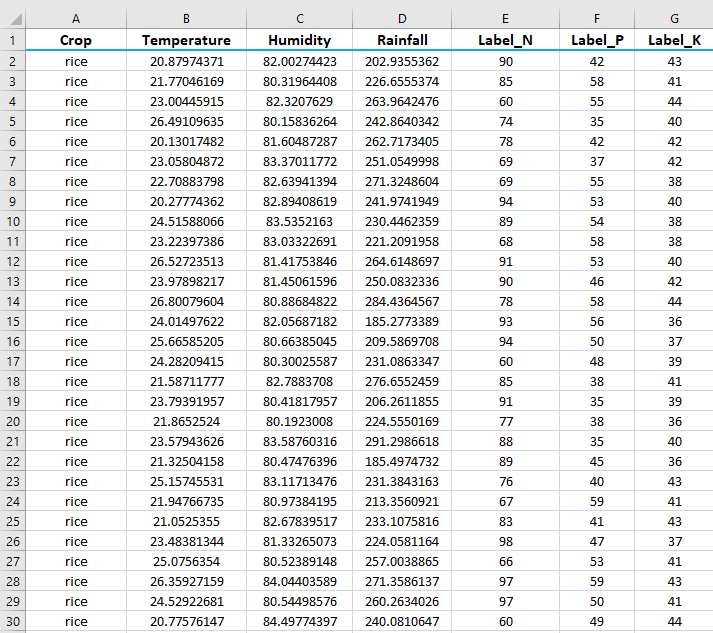 A B C D E F G
1 Crop Temperature Humidity Rainfall Label_N Label_P Label_K
2 rice 20.87974371 82.00274423 202.9355362 90 42 43
3 rice 21.77046169 80.31964408 226.6555374 85 58 41
4 rice 23.00445915 82.3207629 263.9642476 60 55 44
5 rice 26.49109635 80.15836264 242.8640342 74 35 40
6 rice 20.13017482 81.60487287 262.7173405 78 42 42
7 rice 23.05804872 83.37011772 251.0549998 69 37 42
8 rice 22.70883798 82.63941394 271.3248604 69 55 38
9 rice 20.27774362 82.89408619 241.9741949 94 53 40
10 rice 24.51588066 83.5352163 230.4462359 89 54 38
11 rice 23.22397386 83.03322691 221.2091958 68 58 38
12 rice 26.52723513 81.41753846 264.6148697 91 53 40
13 rice 23.97898217 81.45061596 250.0832336 90 46 42
14 rice 26.80079604 80.88684822 284.4364567 78 58 44
15 rice 24.01497622 82.05687182 185.2773389 93 56 36
16 rice 25.66585205 80.66385045 209.5869708 94 50 37
17 rice 24.28209415 80.30025587 231.0863347 60 48 39
18 rice 21.58711777 82.7883708 276.6552459 85 38 41
19 rice 23.79391957 80.41817957 206.2611855 91 35 39
20 rice 21.8652524 80.1923008 224.5550169 77 38 36
21 rice 23.57943626 83.58760316 291.2986618 88 35 40
22 rice 21.32504158 80.47476396 185.4974732 89 45 36
23 rice 25.15745531 83.11713476 231.3843163 76 40 43
24 rice 21.94766735 80.97384195 213.3560921 67 59 41
25 rice 21.0525355 82.67839517 233.1075816 83 41 43
26 rice 23.48381344 81.33265073 224.0581164 98 47 37
27 rice 25.0756354 80.52389148 257.0038865 66 53 41
28 rice 26.35927159 84.04403589 271.3586137 97 59 43
29 rice 24.52922681 80.54498576 260.2634026 97 50 41
30 rice 20.77576147 84.49774397 240.0810647 60 49 44